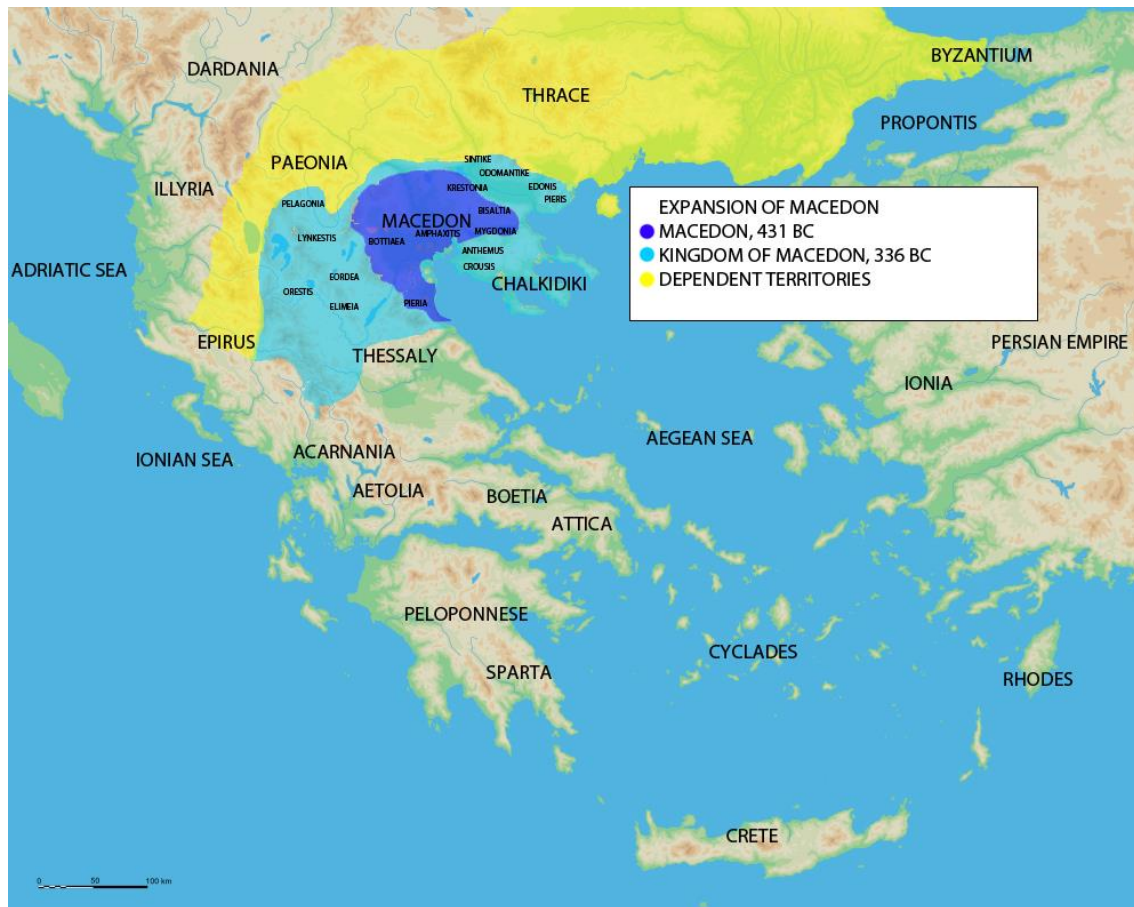 BYZANTIUM
DARDANIA
THRACE
PROPONTIS
SINTIKE
PAEONIA
ODOMANTIKE
ILLYRIA
KRESTONIA
EDONIS
PIERIS
PELAGONIA
BISALTIA
MACEDON
LYNKESTIS
AMPHAXITIS
MYGDONIA
BOTTIAEA
ANTHEMUS
CROUSIS
ADRIATIC SEA
EORDEA
CHALKIDIKI
ORESTIS
ELIMEIA
PIERIA
EXPANSION OF MACEDON
MACEDON, 431 BC
KINGDOM OF MACEDON, 336 BC
DEPENDENT TERRITORIES
EPIRUS
THESSALY
PERSIAN EMPIRE
IONIA
AEGEAN SEA
ACARNANIA
IONIAN SEA
AETOLIA
BOETIA
ATTICA
PELOPONNESE
CYCLADES
SPARTA
RHODES
CRETE
0 50 100 km